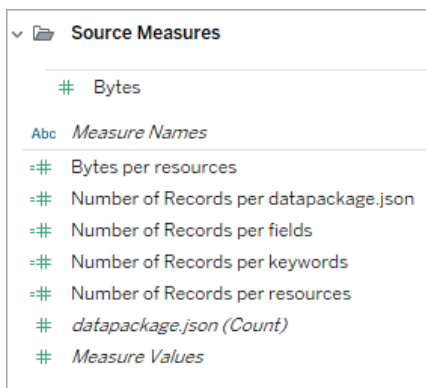 Source Measures
# Bytes
Abc Measure Names
=# Bytes per resources
=# Number of Records per datapackage.json
=# Number of Records per fields
=# Number of Records per keywords
=# Number of Records per resources
# datapackage.json (Count)
# Measure Values